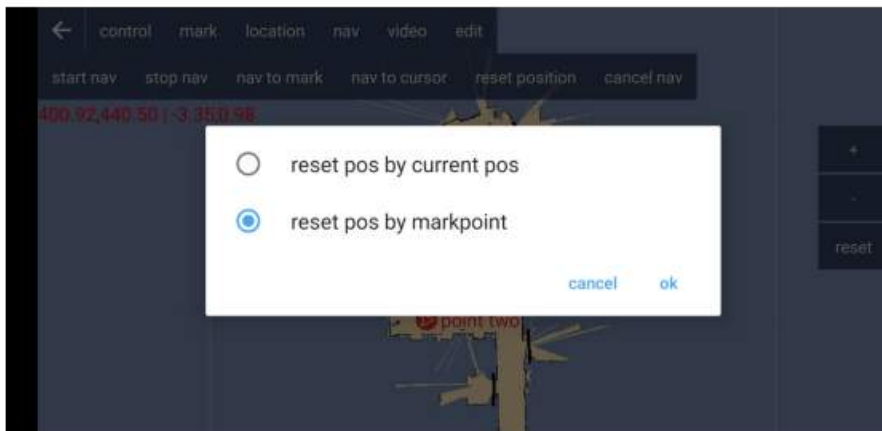 control mark location nav video edit
start nav stop nav nav to mark nav to cursor reset position cancel nav
400.92,440.50 | -3.35,0.98
reset pos by current pos
+
reset pos by markpoint
-
reset
cancel ok
point two